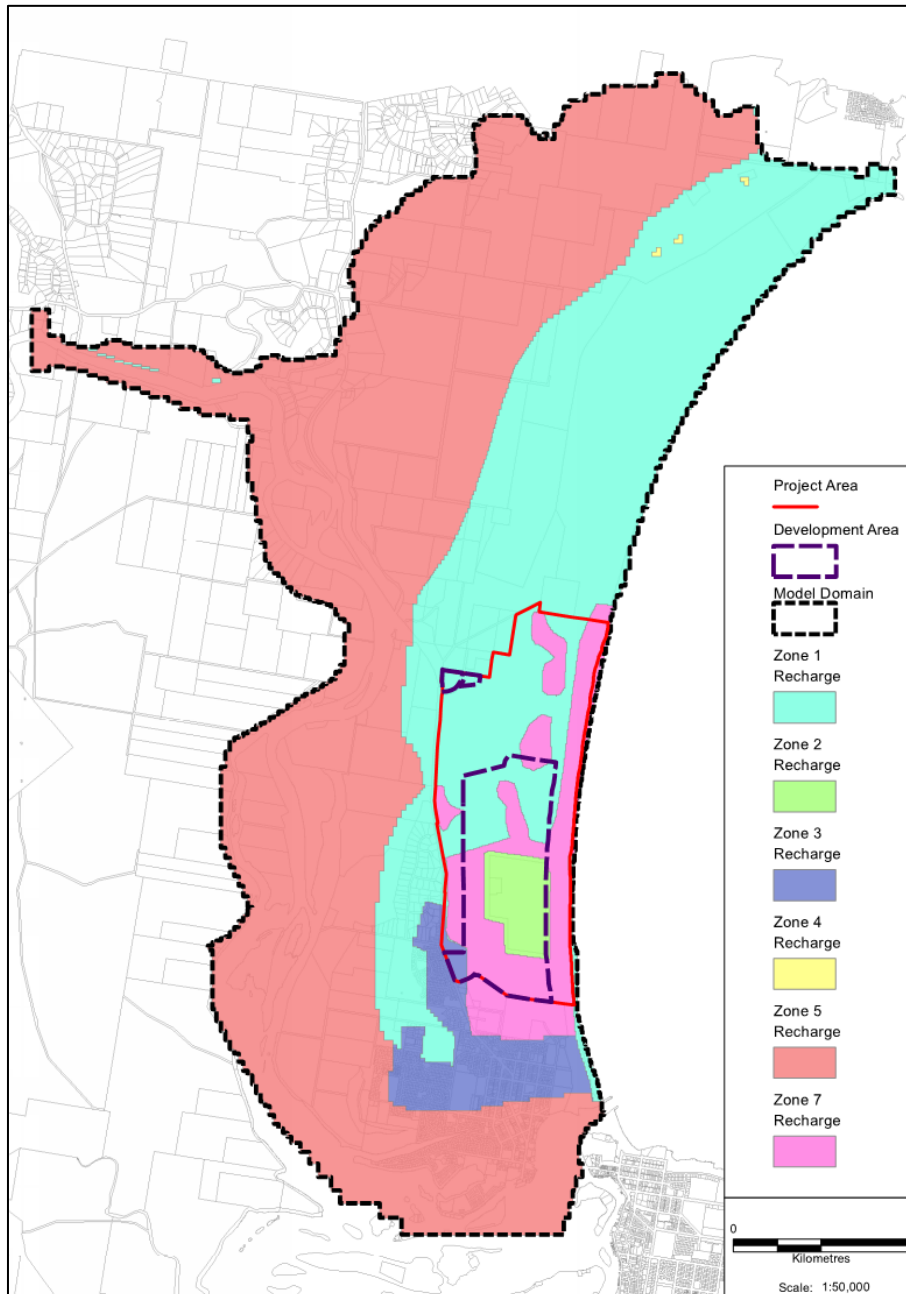 Project Area
Development Area
Model Domain
Zone 1
Recharge
Zone 2
Recharge
Zone 3
Recharge
Zone 4
Recharge
Zone 5
Recharge
Zone 7
Recharge
0
Kilometres
Scale: 1:50,000